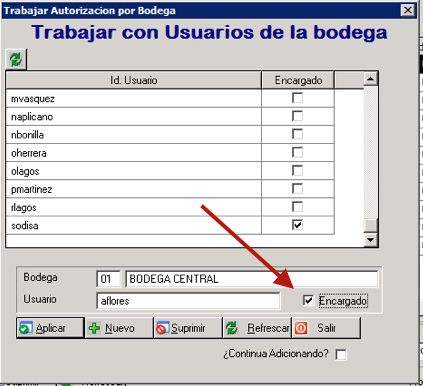 Trabajar Autorizacion por Bodega
Trabajar con Usuarios de la bodega
Id. Usuario Encargado
mvasquez
naplicano
nbonilla
oherrera
olagos
pmartinez
rlagos
sodisa
Bodega 01 BODEGA CENTRAL
Usuario aflores Encargado
Aplicar Nuevo Suprimir Refrescar Salir
¿Continua Adicionando?